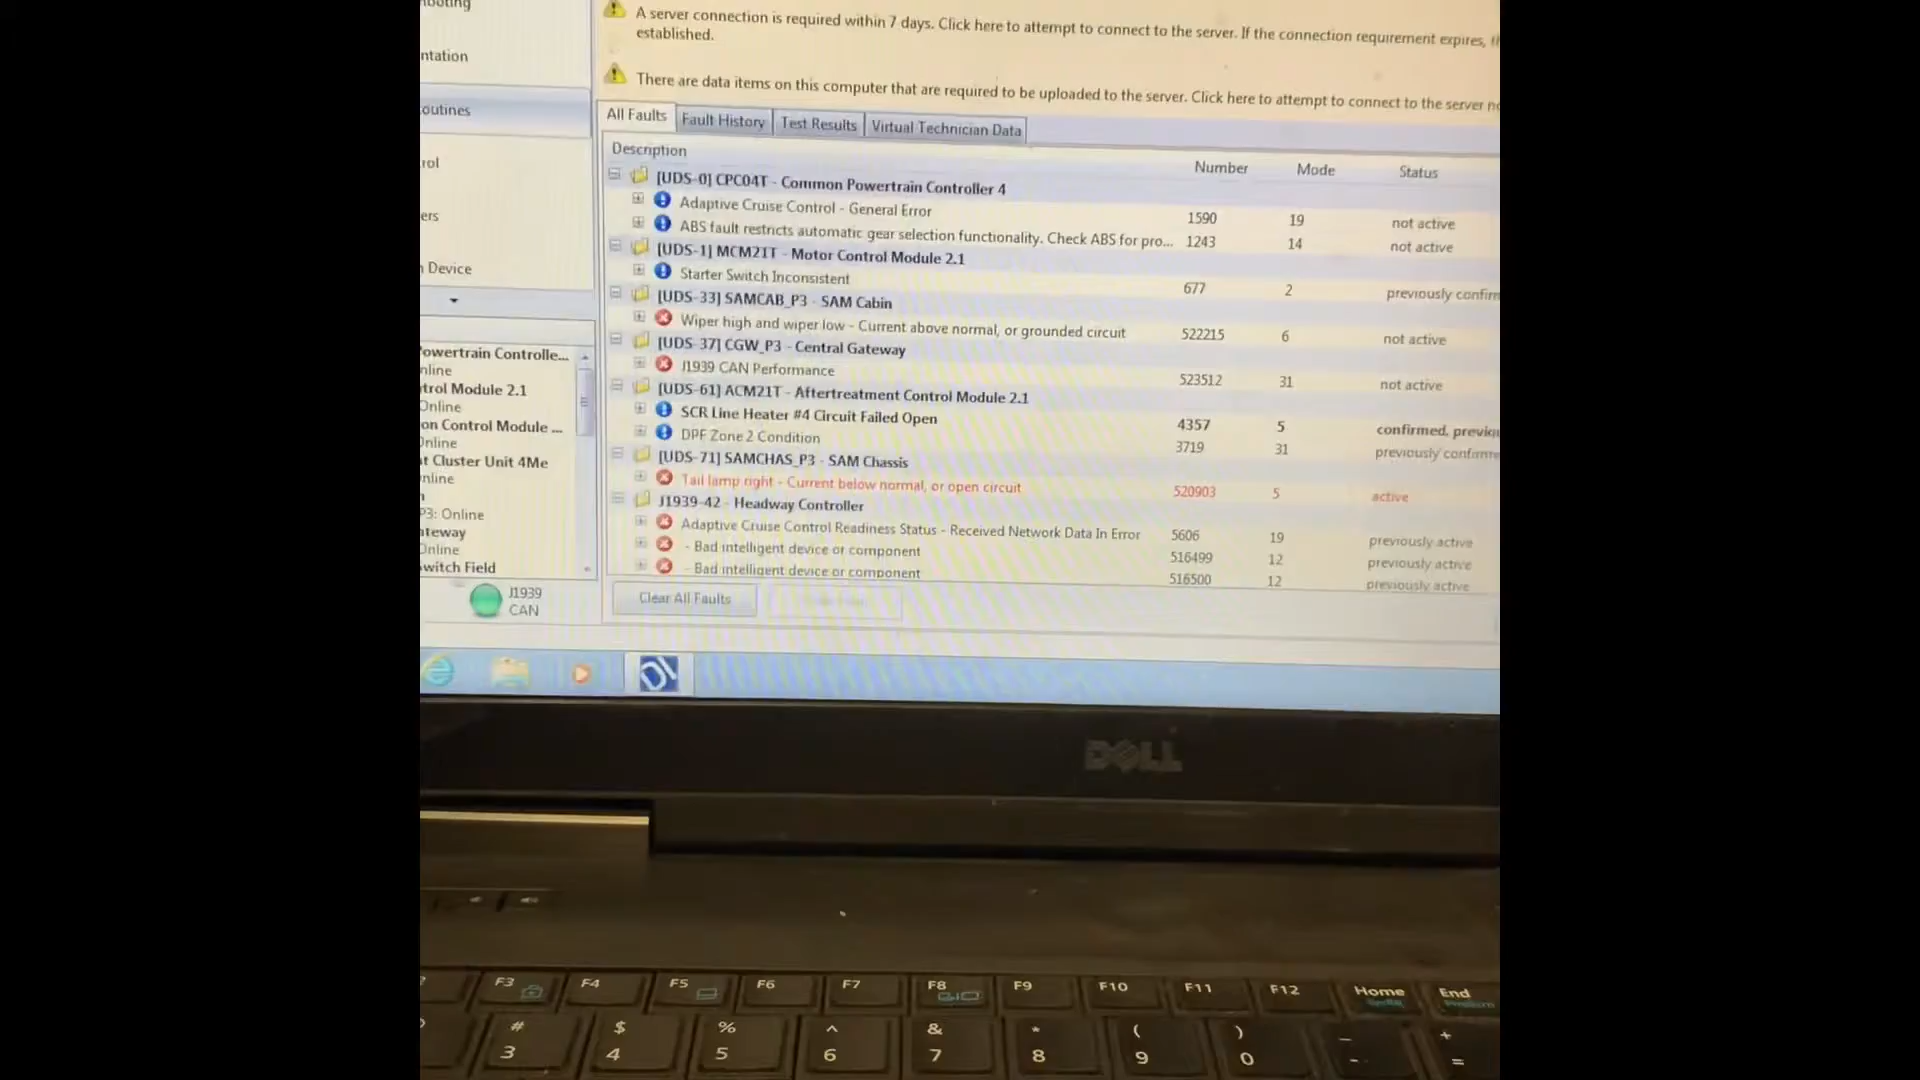 ntation
outines
rol
ers
n Device
owertrain Controlle...
nline
trol Module 2.1
Online
on Control Module ...
Online
t Cluster Unit 4Me
nline
P3: Online
ateway
Online
witch Field
J1939
CAN
A server connection is required within 7 days. Click here to attempt to connect to the server. If the connection requirement expires,
established.
There are data items on this computer that are required to be uploaded to the server. Click here to attempt to connect to the server
All Faults Fault History Test Results Virtual Technician Data
Description Number Mode Status
[UDS-0] CPC04T - Common Powertrain Controller 4
Adaptive Cruise Control - General Error 1590 19 not active
ABS fault restricts automatic gear selection functionality. Check ABS for pro... 1243 14 not active
[UDS-1] MCM21T - Motor Control Module 2.1
Starter Switch Inconsistent 677 2 previously confirm
[UDS-33] SAMCAB_P3 - SAM Cabin
Wiper high and wiper low - Current above normal, or grounded circuit 522215 6 not active
[UDS-37] CGW_P3 - Central Gateway
J1939 CAN Performance 523512 31 not active
[UDS-61] ACM21T - Aftertreatment Control Module 2.1
SCR Line Heater #4 Circuit Failed Open 4357 5 confirmed, previou
DPF Zone 2 Condition 3719 31 previously confirme
[UDS-71] SAMCHAS_P3 - SAM Chassis
Tail lamp right - Current below normal, or open circuit 520903 5 active
J1939-42 - Headway Controller
Adaptive Cruise Control Readiness Status - Received Network Data In Error 5606 19 previously active
- Bad intelligent device or component 516499 12 previously active
- Bad intelligent device or component 516500 12 previously active
Clear All Faults
DELL
F3 F4 F5 F6 F7 F8 F9 F10 F11 F12 Home End
# $ % ^ & * ( ) _ +
3 4 5 6 7 8 9 0 - =